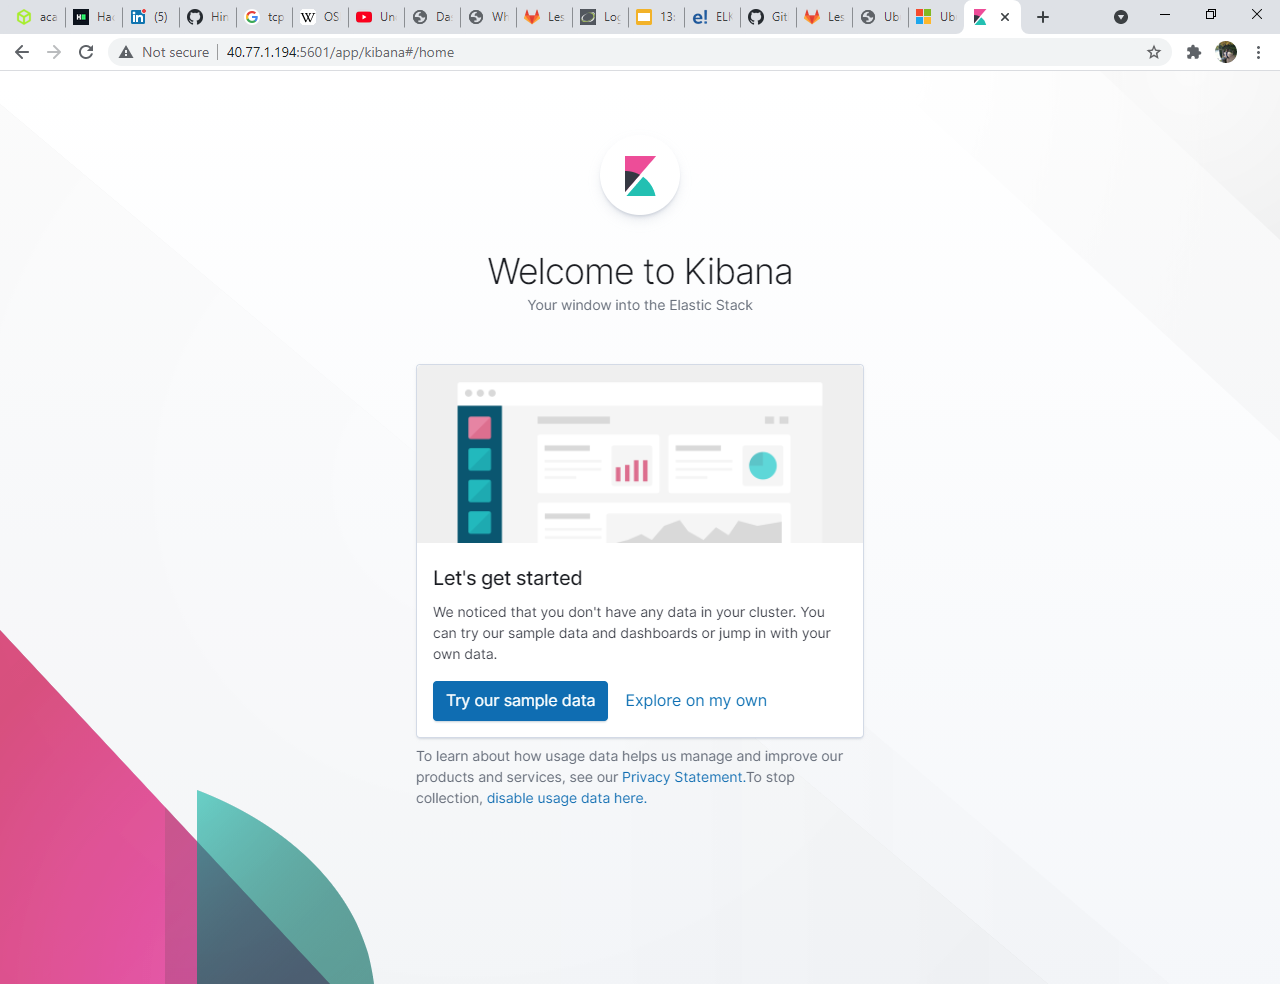 aca
Ha
(5)
Hin
tcp
OS
Un
Da
Wh
Les
Log
13:
ELK
Git
Les
Ub
Ub
Not secure
40.77.1.194:5601/app/kibana#/home
Welcome to Kibana
Your window into the Elastic Stack
Let's get started
We noticed that you don't have any data in your cluster. You
can try our sample data and dashboards or jump in with your
own data.
Try our sample data
Explore on my own
To learn about how usage data helps us manage and improve our
products and services, see our Privacy Statement.To stop
collection, disable usage data here.